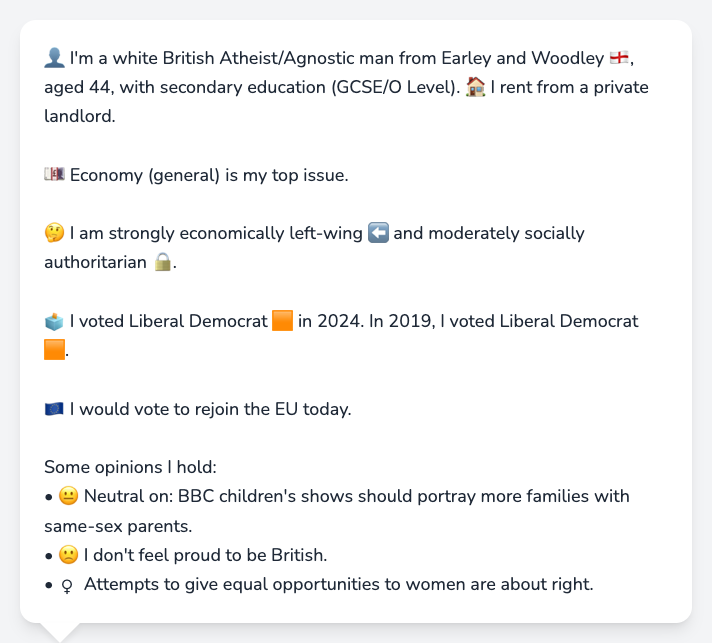 👤 I'm a white British Atheist/Agnostic man from Earley and Woodley 🏴󠁧󠁢󠁥󠁮󠁧󠁿,
aged 44, with secondary education (GCSE/O Level). 🏠 I rent from a private
landlord.
💷 Economy (general) is my top issue.
🤔 I am strongly economically left-wing ⬅️ and moderately socially
authoritarian 🔒.
🗳️ I voted Liberal Democrat 🟧 in 2024. In 2019, I voted Liberal Democrat
🟧.
🇪🇺 I would vote to rejoin the EU today.
Some opinions I hold:
• 😐 Neutral on: BBC children's shows should portray more families with
same-sex parents.
• 🙁 I don't feel proud to be British.
• ♀ Attempts to give equal opportunities to women are about right.